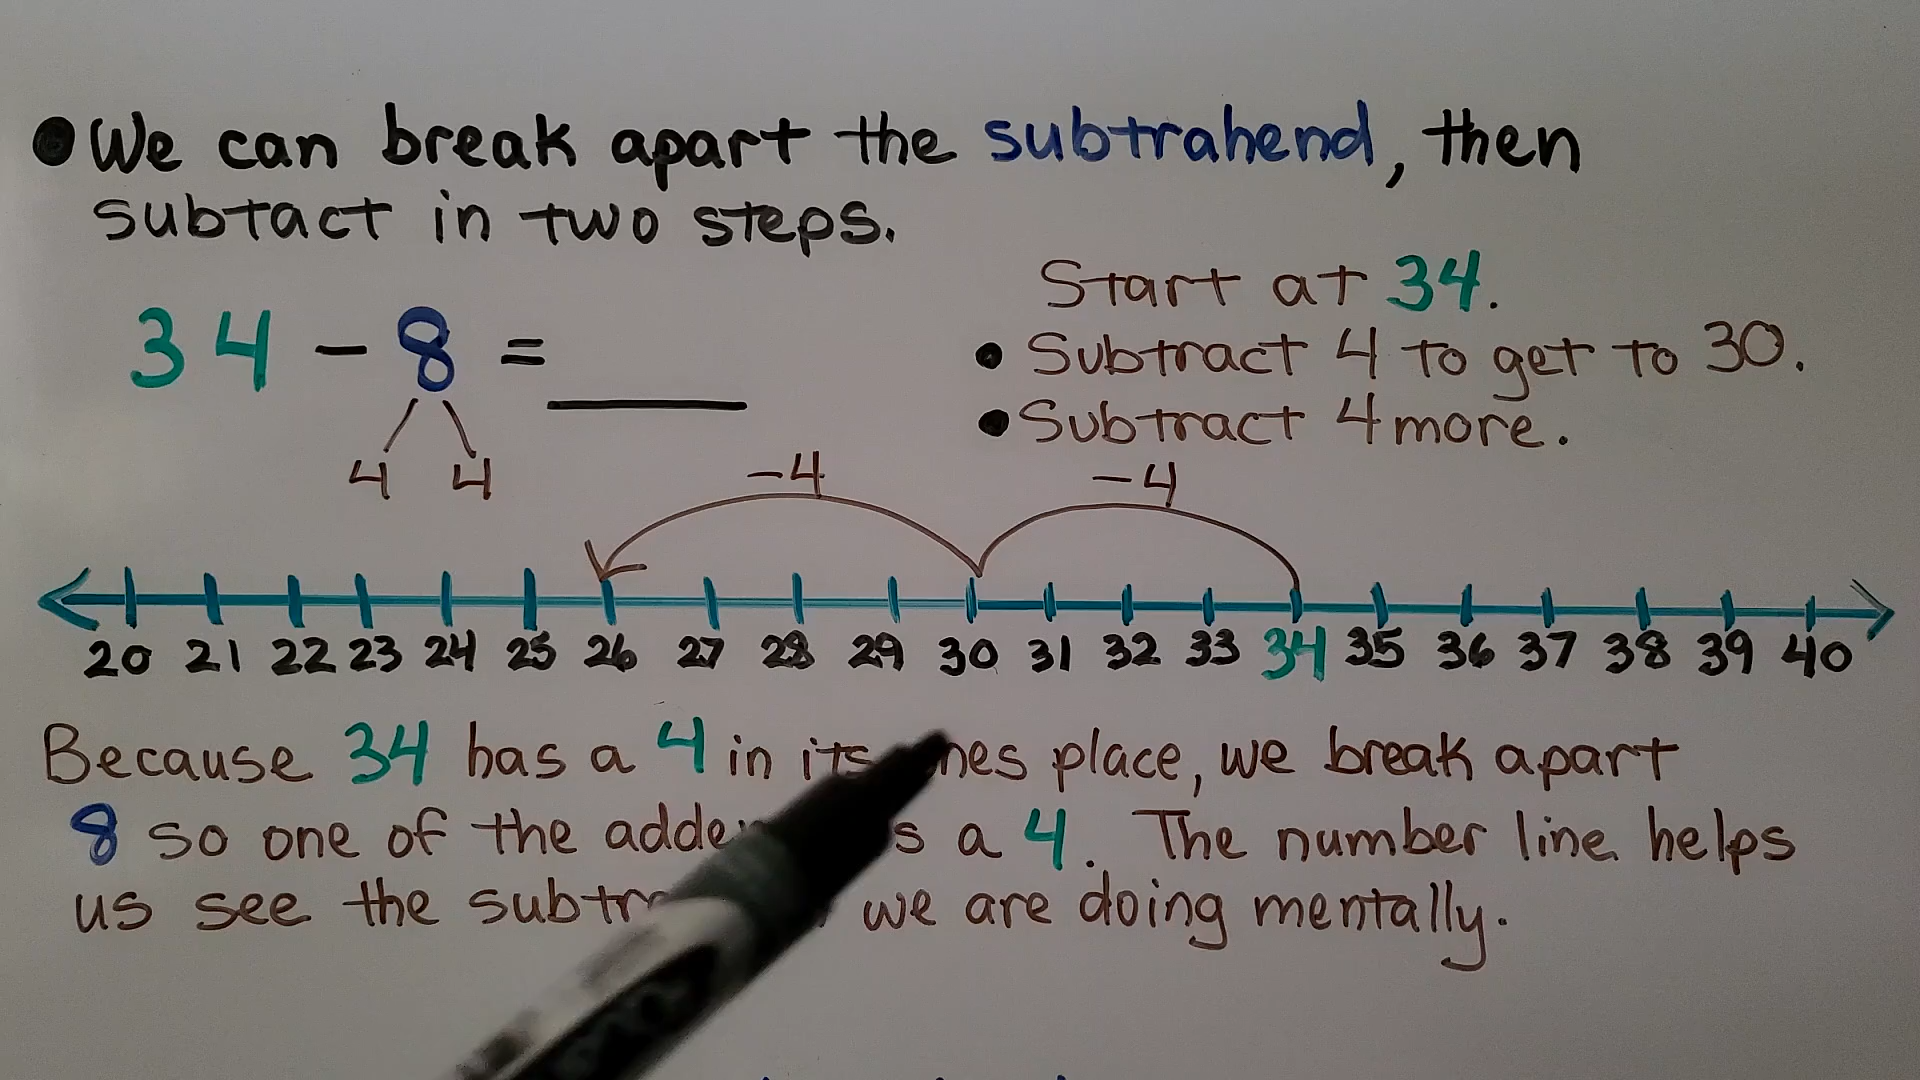 We can break apart the subtrahend, then
subtact in two steps.
34 - 8 = ____
4 4
Start at 34.
• Subtract 4 to get to 30.
• Subtract 4 more.
-4 -4
20 21 22 23 24 25 26 27 28 29 30 31 32 33 34 35 36 37 38 39 40
Because 34 has a 4 in its place, we break apart
8 so one of the a 4. The number line helps
us see the we are doing mentally.